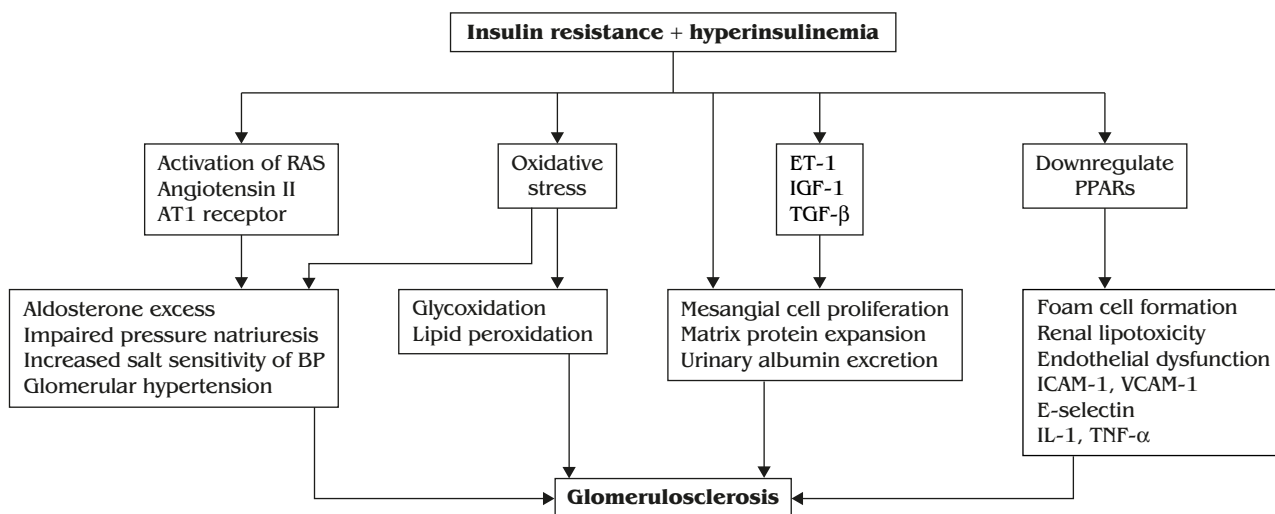 Insulin resistance + hyperinsulinemia
Activation of RAS
Angiotensin II
AT1 receptor
Oxidative
stress
ET-1
IGF-1
TGF-β
Downregulate
PPARs
Aldosterone excess
Impaired pressure natriuresis
Increased salt sensitivity of BP
Glomerular hypertension
Glycoxidation
Lipid peroxidation
Mesangial cell proliferation
Matrix protein expansion
Urinary albumin excretion
Foam cell formation
Renal lipotoxicity
Endothelial dysfunction
ICAM-1, VCAM-1
E-selectin
IL-1, TNF-α
Glomerulosclerosis